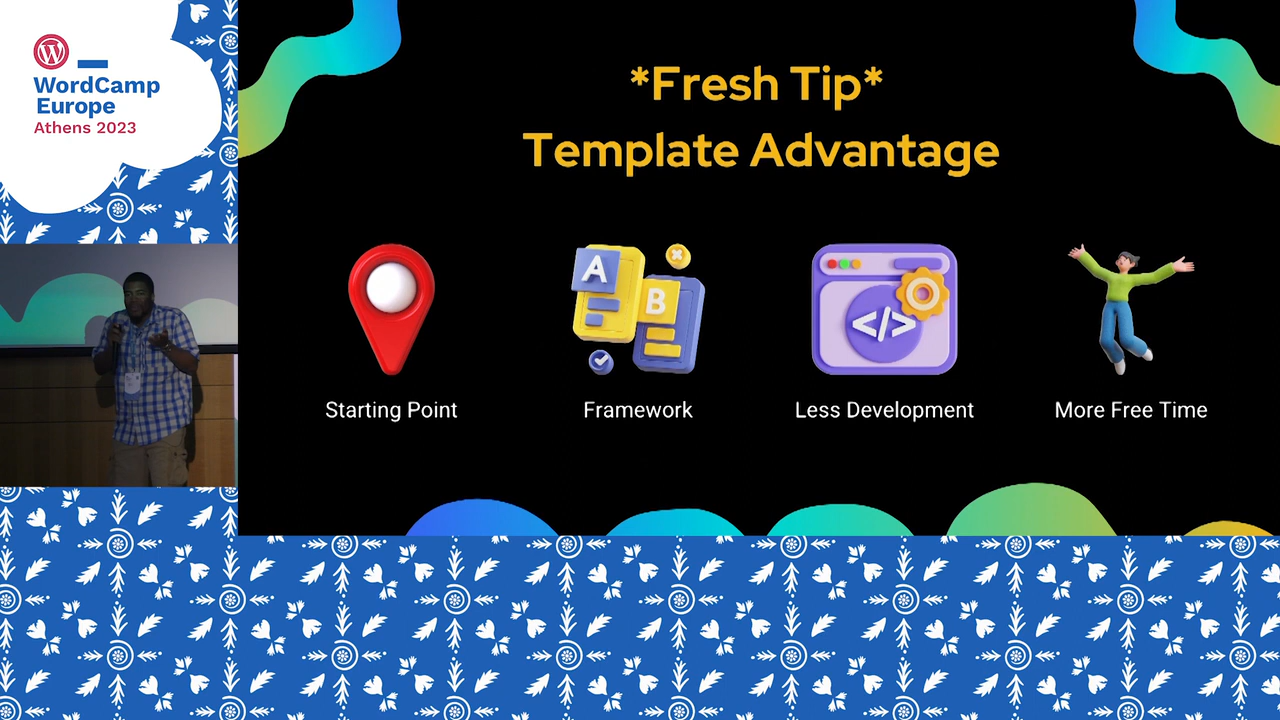 WordCamp
Europe
Athens 2023
*Fresh Tip*
Template Advantage
A
B
</>
Starting Point
Framework
Less Development
More Free Time